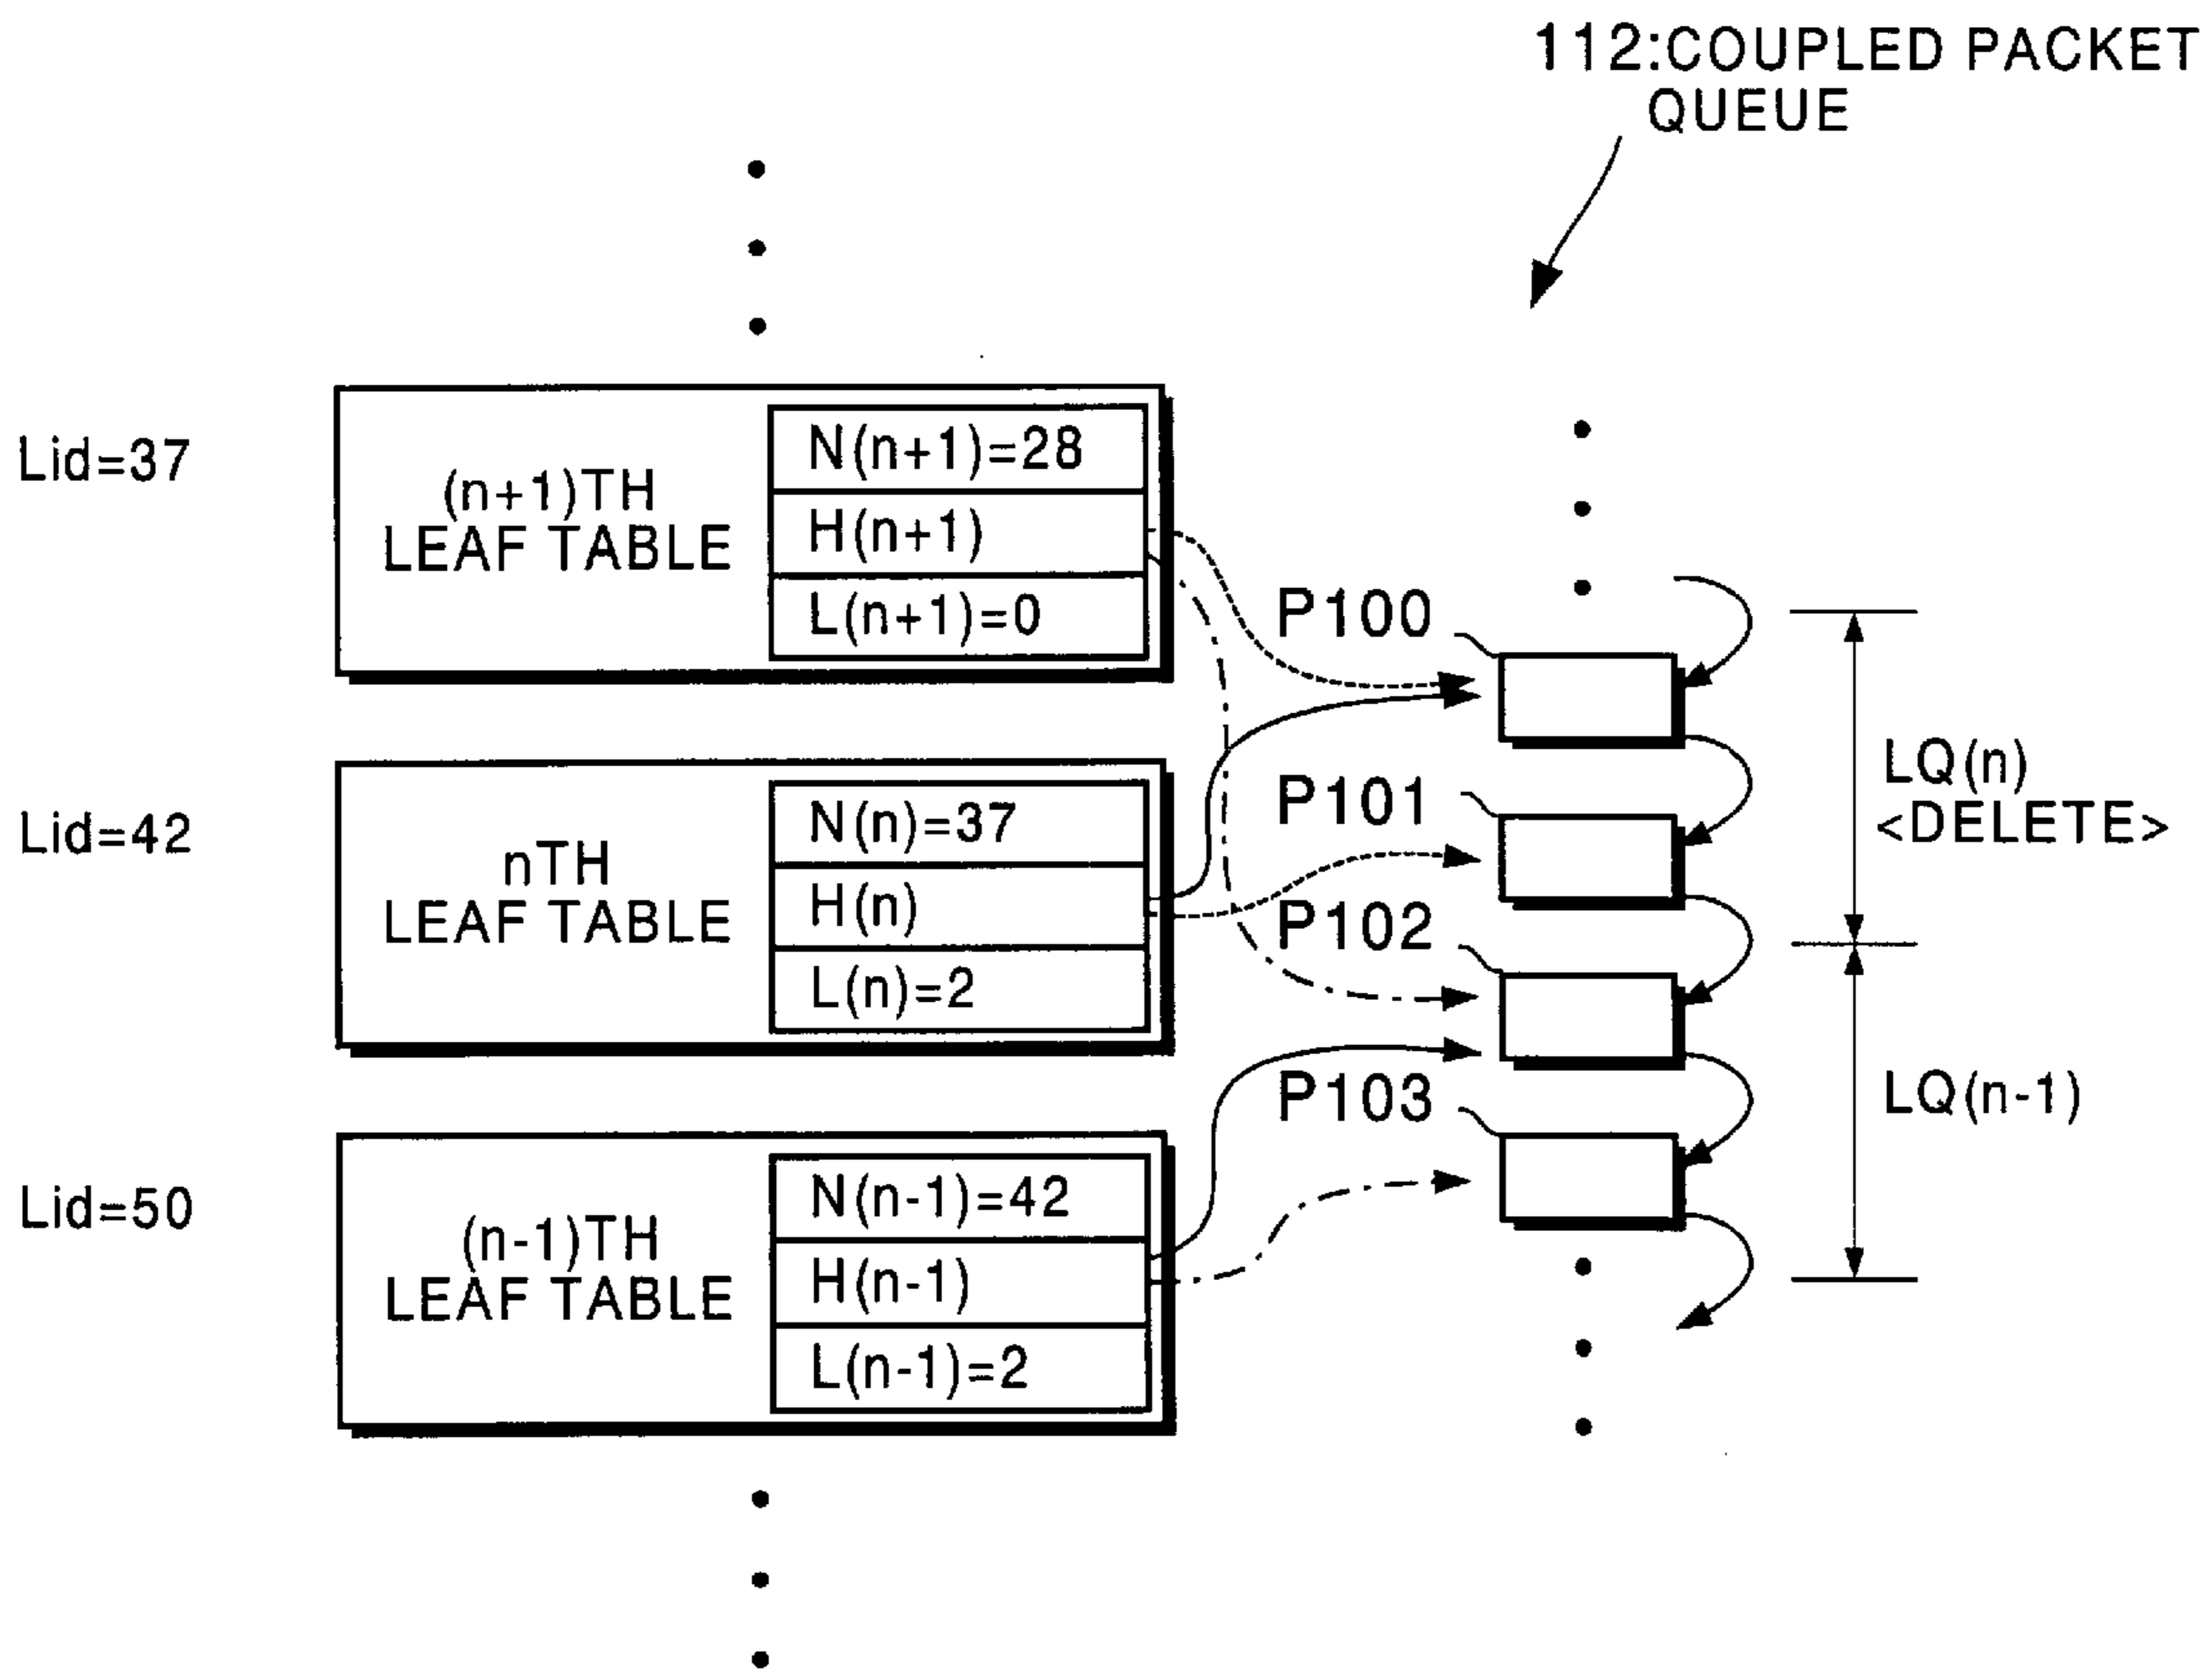 112:COUPLED PACKET
QUEUE
Lid=37
(n+1)TH
LEAF TABLE
N(n+1)=28
H(n+1)
L(n+1)=0
P100
Lid=42
nTH
LEAF TABLE
N(n)=37
H(n)
L(n)=2
P101
P102
LQ(n)
<DELETE>
Lid=50
(n-1)TH
LEAF TABLE
N(n-1)=42
H(n-1)
L(n-1)=2
P103
LQ(n-1)